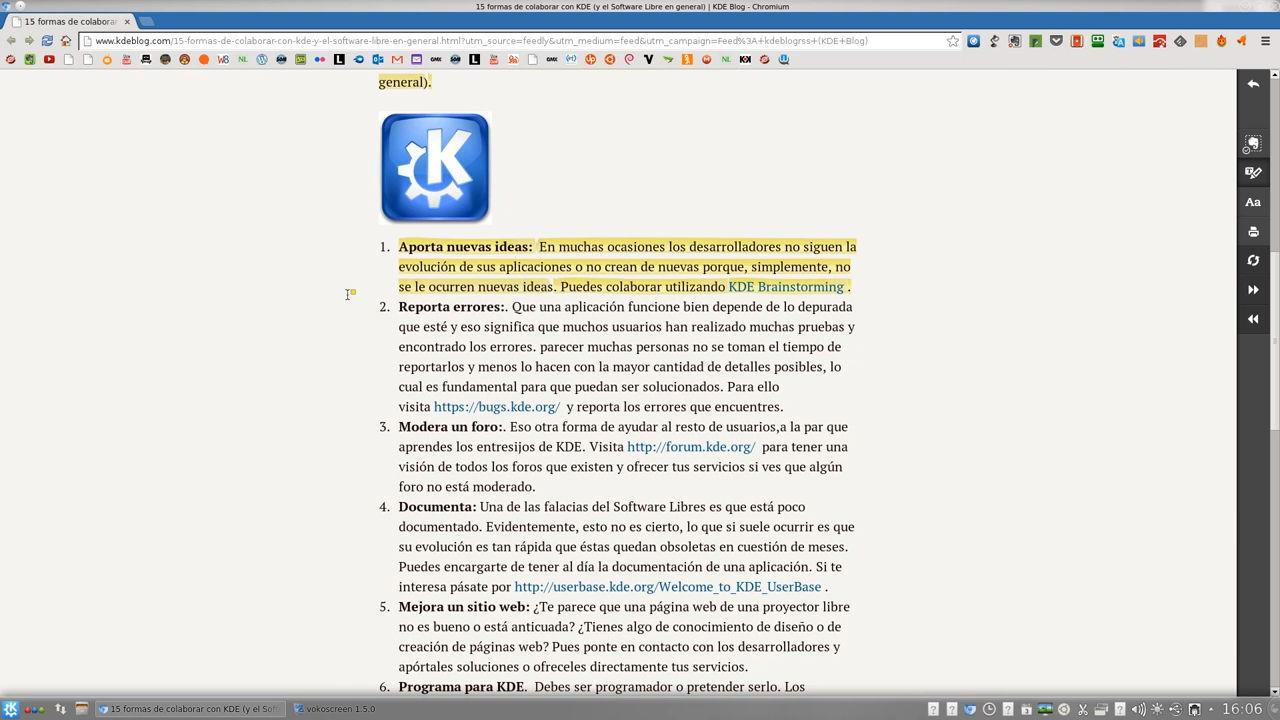 15 formas de colaborar con KDE (y el Software Libre en general) | KDE Blog - Chromium
15 formas de colaborar
www.kdeblog.com/15-formas-de-colaborar-con-kde-y-el-software-libre-en-general.html?utm_source=feedly&utm_medium=feed&utm_campaign=Feed%3A+kdeblogrss+(KDE+Blog)
general).
1. Aporta nuevas ideas: En muchas ocasiones los desarrolladores no siguen la
evolución de sus aplicaciones o no crean de nuevas porque, simplemente, no
se le ocurren nuevas ideas. Puedes colaborar utilizando KDE Brainstorming .
2. Reporta errores:. Que una aplicación funcione bien depende de lo depurada
que esté y eso significa que muchos usuarios han realizado muchas pruebas y
encontrado los errores. parecer muchas personas no se toman el tiempo de
reportarlos y menos lo hacen con la mayor cantidad de detalles posibles, lo
cual es fundamental para que puedan ser solucionados. Para ello
visita https://bugs.kde.org/ y reporta los errores que encuentres.
3. Modera un foro:. Eso otra forma de ayudar al resto de usuarios,a la par que
aprendes los entresijos de KDE. Visita http://forum.kde.org/ para tener una
visión de todos los foros que existen y ofrecer tus servicios si ves que algún
foro no está moderado.
4. Documenta: Una de las falacias del Software Libres es que está poco
documentado. Evidentemente, esto no es cierto, lo que si suele ocurrir es que
su evolución es tan rápida que éstas quedan obsoletas en cuestión de meses.
Puedes encargarte de tener al día la documentación de una aplicación. Si te
interesa pásate por http://userbase.kde.org/Welcome_to_KDE_UserBase .
5. Mejora un sitio web: ¿Te parece que una página web de una proyector libre
no es bueno o está anticuada? ¿Tienes algo de conocimiento de diseño o de
creación de páginas web? Pues ponte en contacto con los desarrolladores y
apórtales soluciones o ofreceles directamente tus servicios.
6. Programa para KDE. Debes ser programador o pretender serlo. Los
Aa
15 formas de colaborar con KDE (y el Soft
vokoscreen 1.5.0
16:06